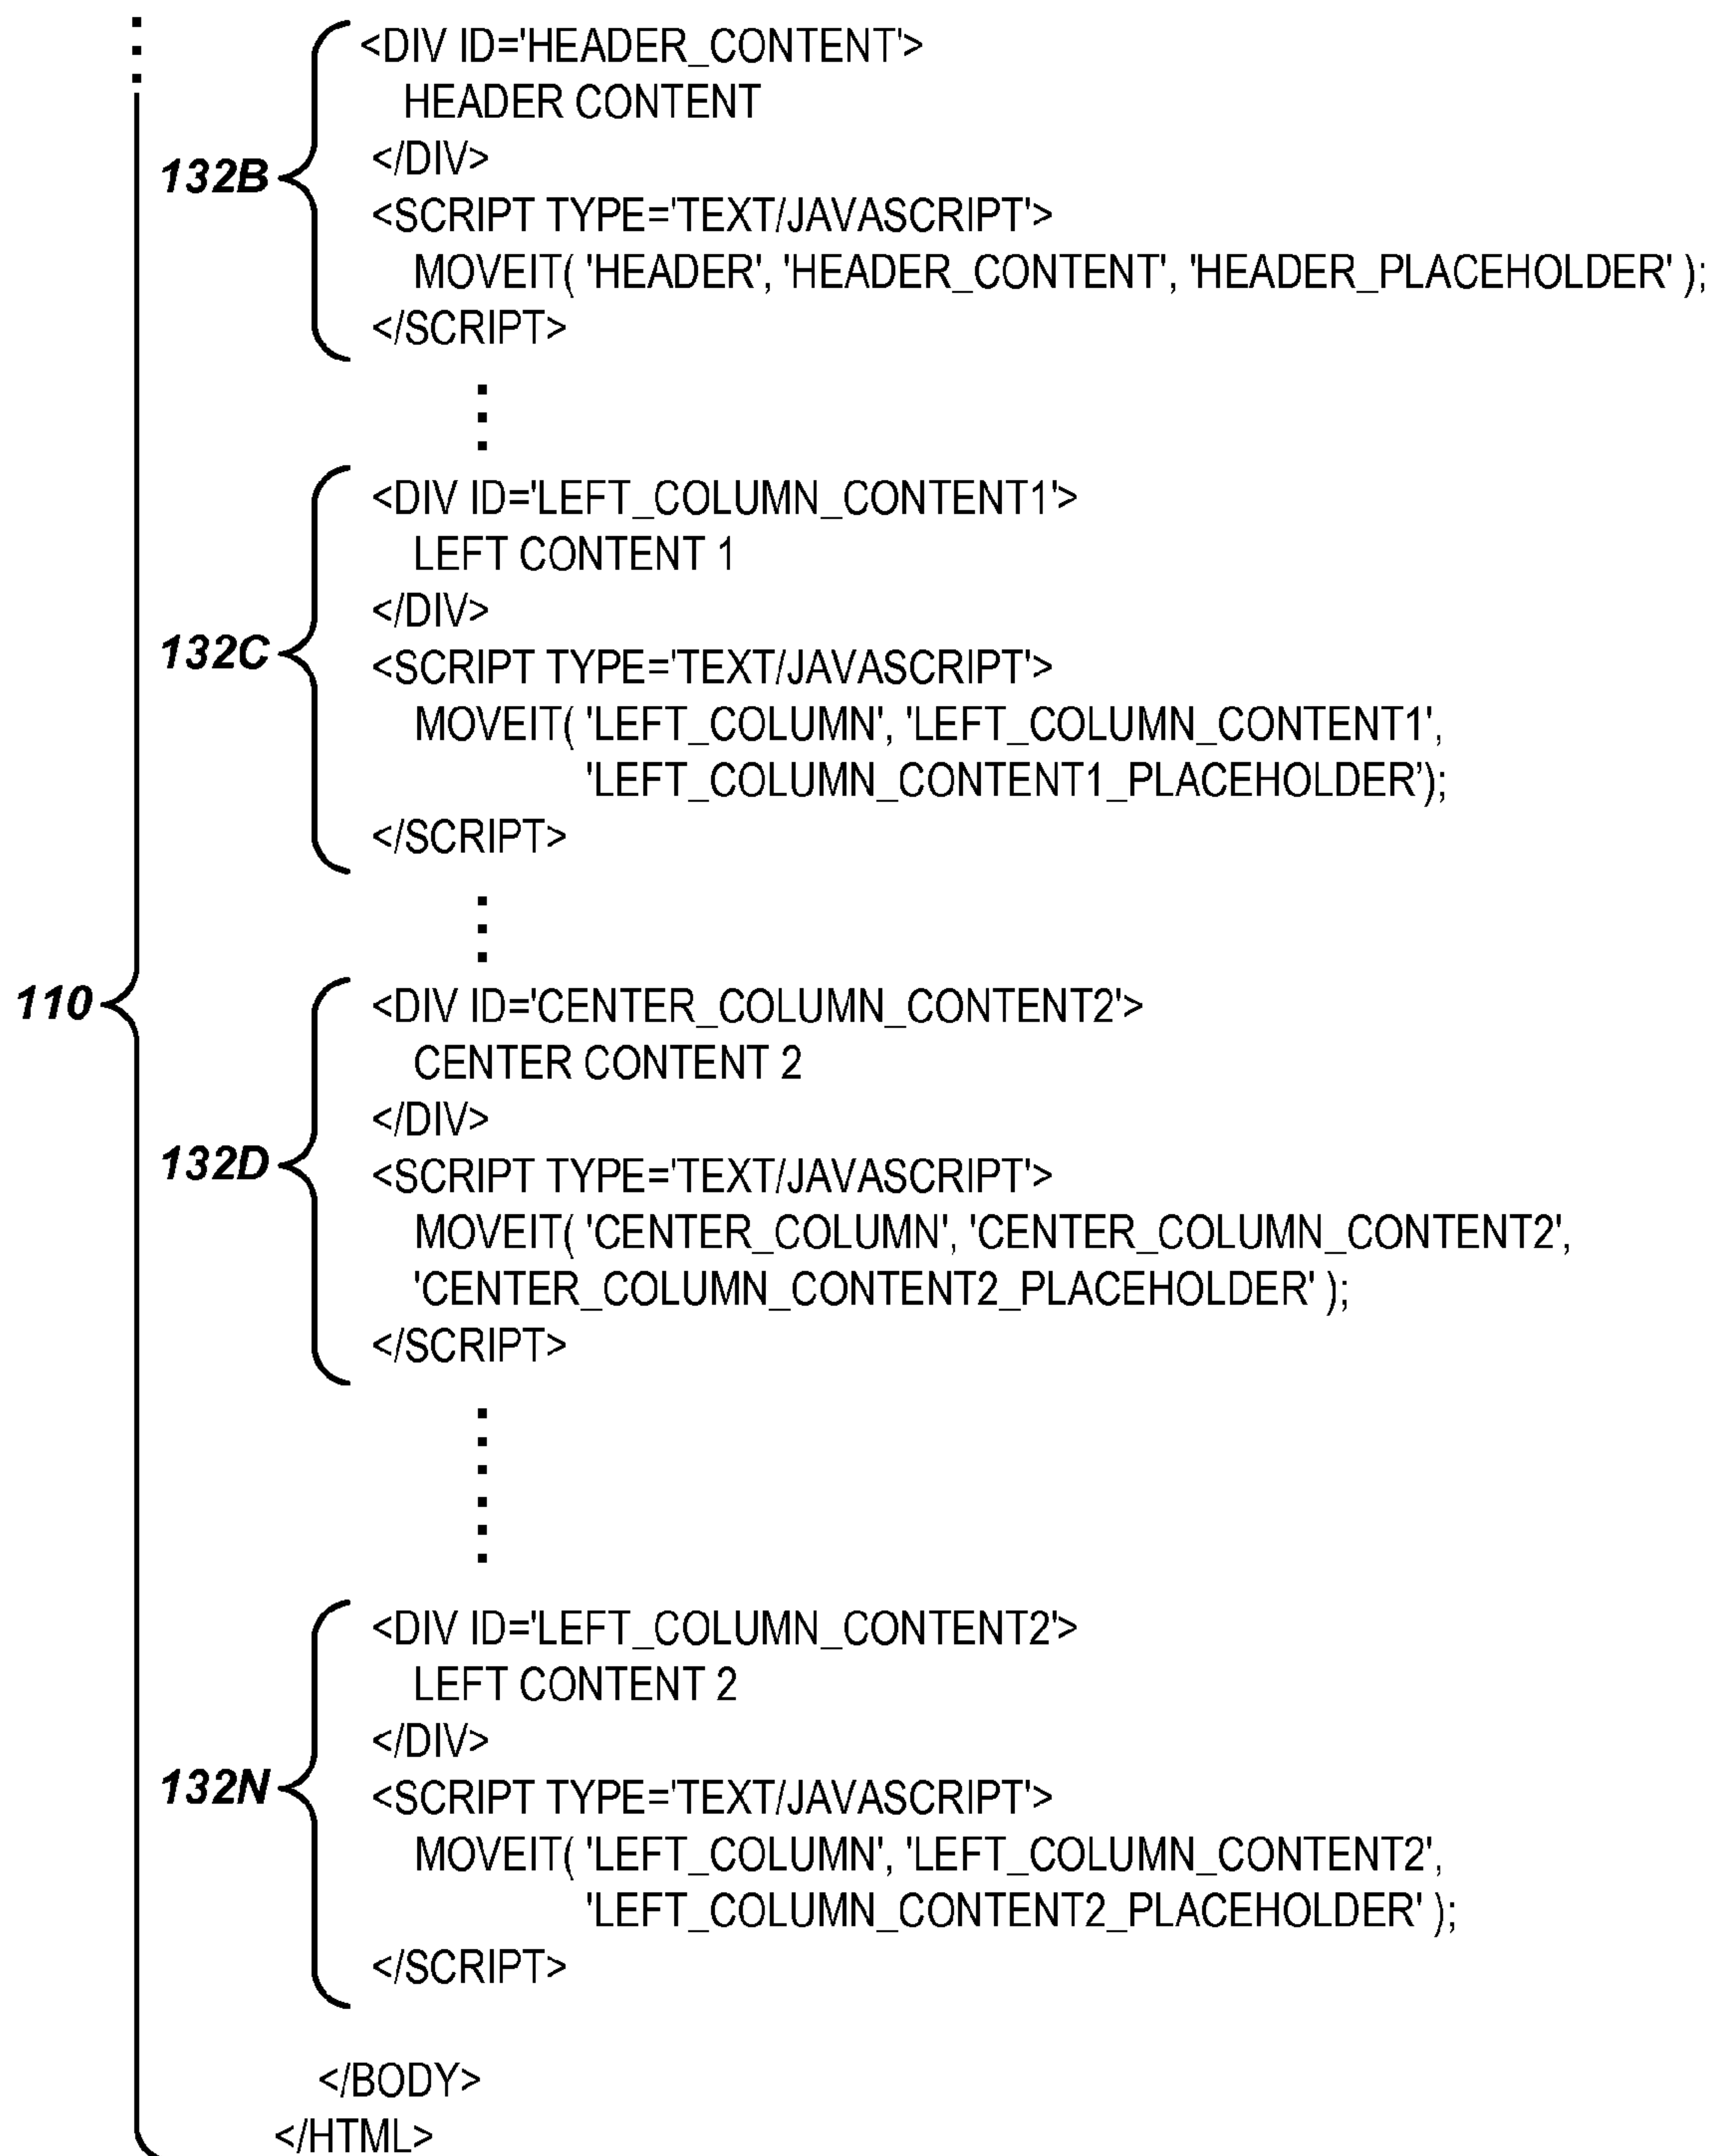 132B
<DIV ID='HEADER_CONTENT'>
HEADER CONTENT
</DIV>
<SCRIPT TYPE='TEXT/JAVASCRIPT'>
MOVEIT( 'HEADER', 'HEADER_CONTENT', 'HEADER_PLACEHOLDER' );
</SCRIPT>
132C
<DIV ID='LEFT_COLUMN_CONTENT1'>
LEFT CONTENT 1
</DIV>
<SCRIPT TYPE='TEXT/JAVASCRIPT'>
MOVEIT( 'LEFT_COLUMN', 'LEFT_COLUMN_CONTENT1',
'LEFT_COLUMN_CONTENT1_PLACEHOLDER’);
</SCRIPT>
110
132D
<DIV ID='CENTER_COLUMN_CONTENT2'>
CENTER CONTENT 2
</DIV>
<SCRIPT TYPE='TEXT/JAVASCRIPT'>
MOVEIT( 'CENTER_COLUMN', 'CENTER_COLUMN_CONTENT2',
'CENTER_COLUMN_CONTENT2_PLACEHOLDER' );
</SCRIPT>
132N
<DIV ID='LEFT_COLUMN_CONTENT2'>
LEFT CONTENT 2
</DIV>
<SCRIPT TYPE='TEXT/JAVASCRIPT'>
MOVEIT( 'LEFT_COLUMN', 'LEFT_COLUMN_CONTENT2',
'LEFT_COLUMN_CONTENT2_PLACEHOLDER' );
</SCRIPT>
</BODY>
</HTML>